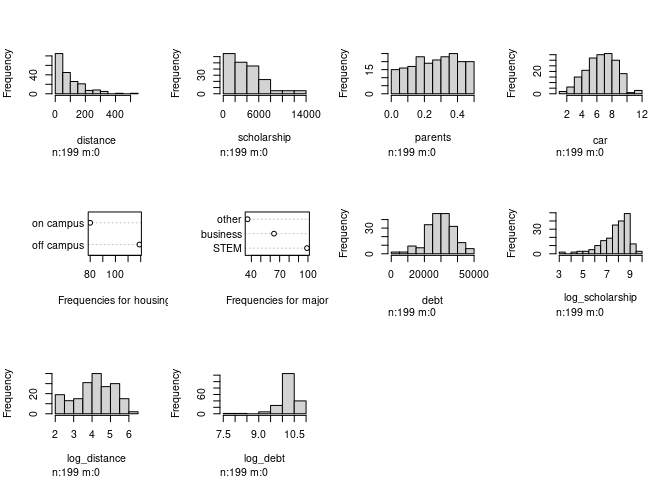 Frequency
0 40
0 200 400
distance
n:199 m:0
Frequency
0 30
0 6000 14000
scholarship
n:199 m:0
Frequency
0 15
0.0 0.2 0.4
parents
n:199 m:0
Frequency
0 20
2 4 6 8 12
car
n:199 m:0
on campus
off campus
80 100
Frequencies for housing
other
business
STEM
40 70 100
Frequencies for major
Frequency
0 30
0 20000 50000
debt
n:199 m:0
Frequency
0 30
3 5 7 9
log_scholarship
n:199 m:0
Frequency
0 20
2 3 4 5 6
log_distance
n:199 m:0
Frequency
0 60
7.5 9.0 10.5
log_debt
n:199 m:0